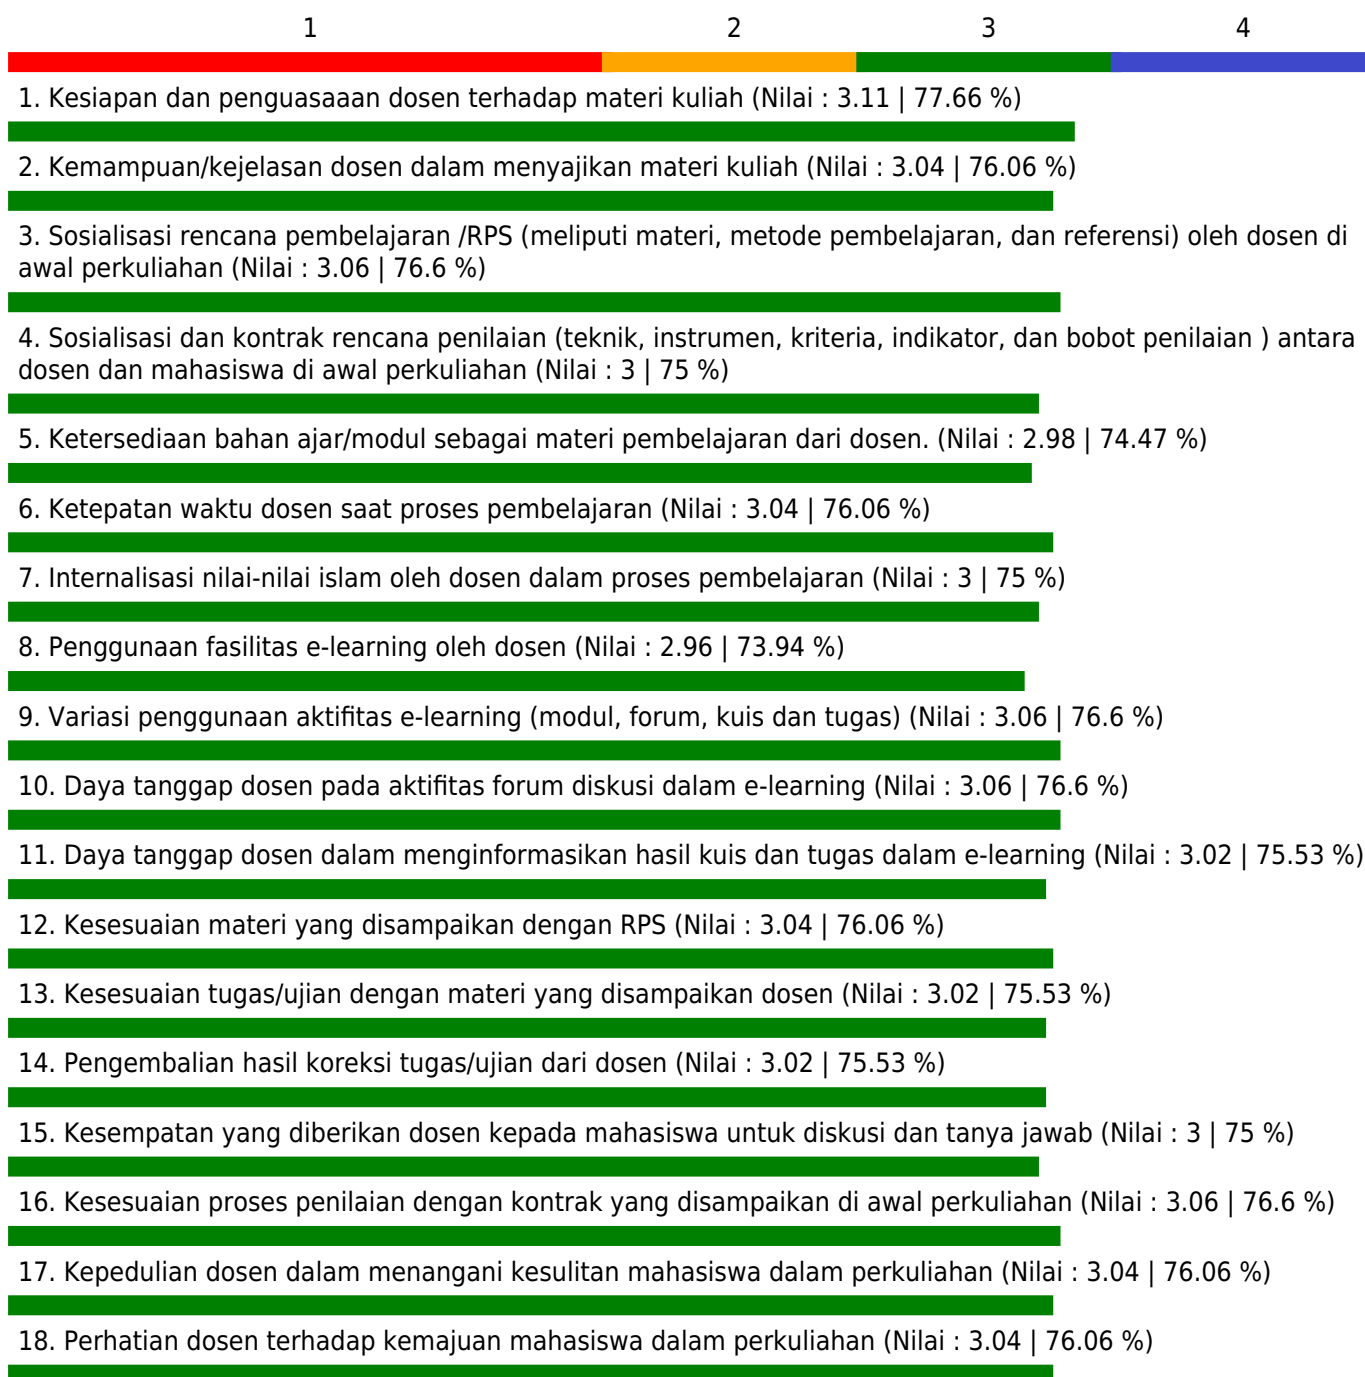 1 2 3 4
1. Kesiapan dan penguasaaan dosen terhadap materi kuliah (Nilai : 3.11 | 77.66 %)
2. Kemampuan/kejelasan dosen dalam menyajikan materi kuliah (Nilai : 3.04 | 76.06 %)
3. Sosialisasi rencana pembelajaran /RPS (meliputi materi, metode pembelajaran, dan referensi) oleh dosen di
awal perkuliahan (Nilai : 3.06 | 76.6 %)
4. Sosialisasi dan kontrak rencana penilaian (teknik, instrumen, kriteria, indikator, dan bobot penilaian ) antara
dosen dan mahasiswa di awal perkuliahan (Nilai : 3 | 75 %)
5. Ketersediaan bahan ajar/modul sebagai materi pembelajaran dari dosen. (Nilai : 2.98 | 74.47 %)
6. Ketepatan waktu dosen saat proses pembelajaran (Nilai : 3.04 | 76.06 %)
7. Internalisasi nilai-nilai islam oleh dosen dalam proses pembelajaran (Nilai : 3 | 75 %)
8. Penggunaan fasilitas e-learning oleh dosen (Nilai : 2.96 | 73.94 %)
9. Variasi penggunaan aktifitas e-learning (modul, forum, kuis dan tugas) (Nilai : 3.06 | 76.6 %)
10. Daya tanggap dosen pada aktifitas forum diskusi dalam e-learning (Nilai : 3.06 | 76.6 %)
11. Daya tanggap dosen dalam menginformasikan hasil kuis dan tugas dalam e-learning (Nilai : 3.02 | 75.53 %)
12. Kesesuaian materi yang disampaikan dengan RPS (Nilai : 3.04 | 76.06 %)
13. Kesesuaian tugas/ujian dengan materi yang disampaikan dosen (Nilai : 3.02 | 75.53 %)
14. Pengembalian hasil koreksi tugas/ujian dari dosen (Nilai : 3.02 | 75.53 %)
15. Kesempatan yang diberikan dosen kepada mahasiswa untuk diskusi dan tanya jawab (Nilai : 3 | 75 %)
16. Kesesuaian proses penilaian dengan kontrak yang disampaikan di awal perkuliahan (Nilai : 3.06 | 76.6 %)
17. Kepedulian dosen dalam menangani kesulitan mahasiswa dalam perkuliahan (Nilai : 3.04 | 76.06 %)
18. Perhatian dosen terhadap kemajuan mahasiswa dalam perkuliahan (Nilai : 3.04 | 76.06 %)